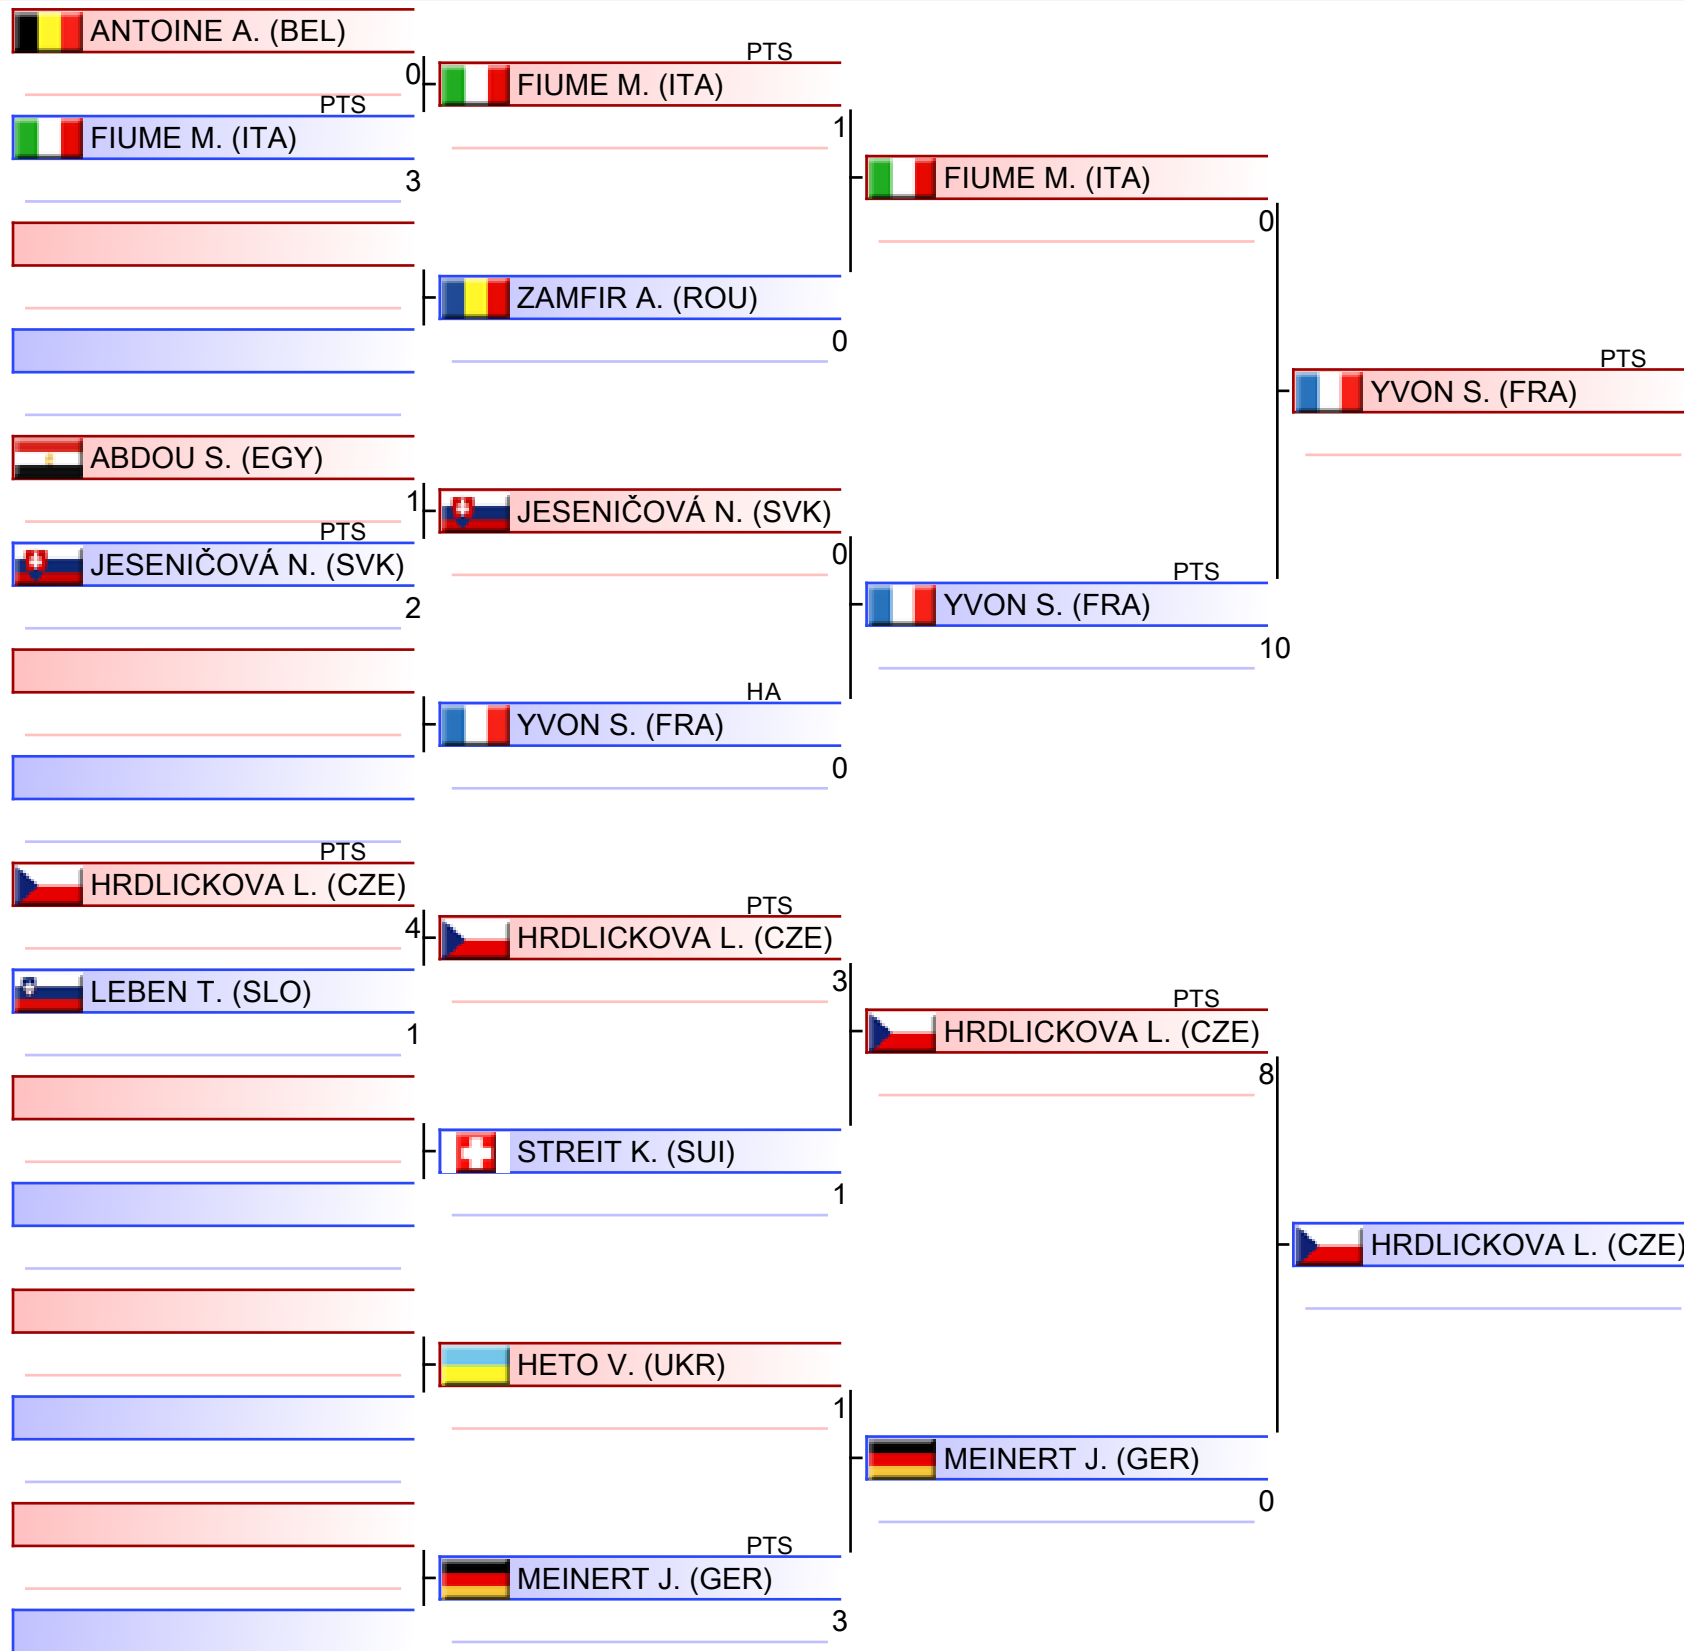 ANTOINE A. (BEL)
0
PTS
FIUME M. (ITA)
3
ABDOU S. (EGY)
1
PTS
JESENIČOVÁ N. (SVK)
2
PTS
HRDLICKOVA L. (CZE)
4
LEBEN T. (SLO)
1
PTS
FIUME M. (ITA)
1
ZAMFIR A. (ROU)
0
JESENIČOVÁ N. (SVK)
0
HA
YVON S. (FRA)
0
PTS
HRDLICKOVA L. (CZE)
3
STREIT K. (SUI)
1
HETO V. (UKR)
1
PTS
MEINERT J. (GER)
3
FIUME M. (ITA)
0
PTS
YVON S. (FRA)
10
PTS
HRDLICKOVA L. (CZE)
8
MEINERT J. (GER)
0
PTS
YVON S. (FRA)
HRDLICKOVA L. (CZE)